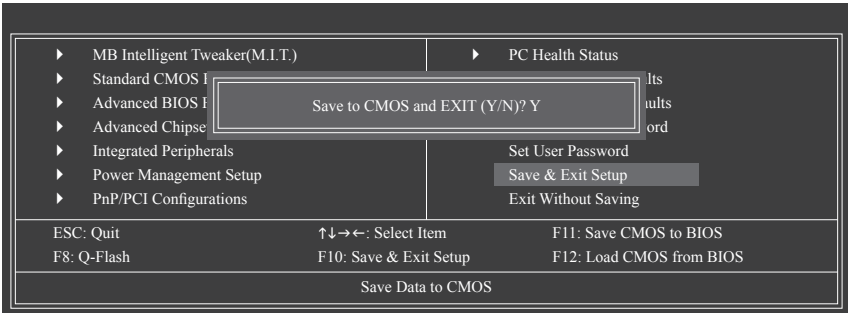 MB Intelligent Tweaker(M.I.T.)
Standard CMOS
Advanced BIOS
Advanced Chipse
Integrated Peripherals
Power Management Setup
PnP/PCI Configurations
PC Health Status
lts
ults
ord
Set User Password
Save & Exit Setup
Exit Without Saving
Save to CMOS and EXIT (Y/N)? Y
ESC: Quit
↑↓→←: Select Item
F11: Save CMOS to BIOS
F8: Q-Flash
F10: Save & Exit Setup
F12: Load CMOS from BIOS
Save Data to CMOS